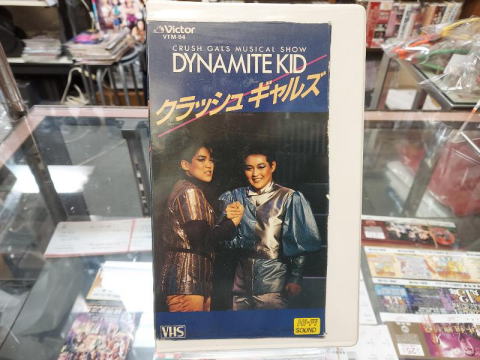 Victor
VTM-94
CRUSH GALS MUSICAL SHOW
DYNAMITE KID
クラッシュギャルズ
VHS
Hi-Fi
SOUND